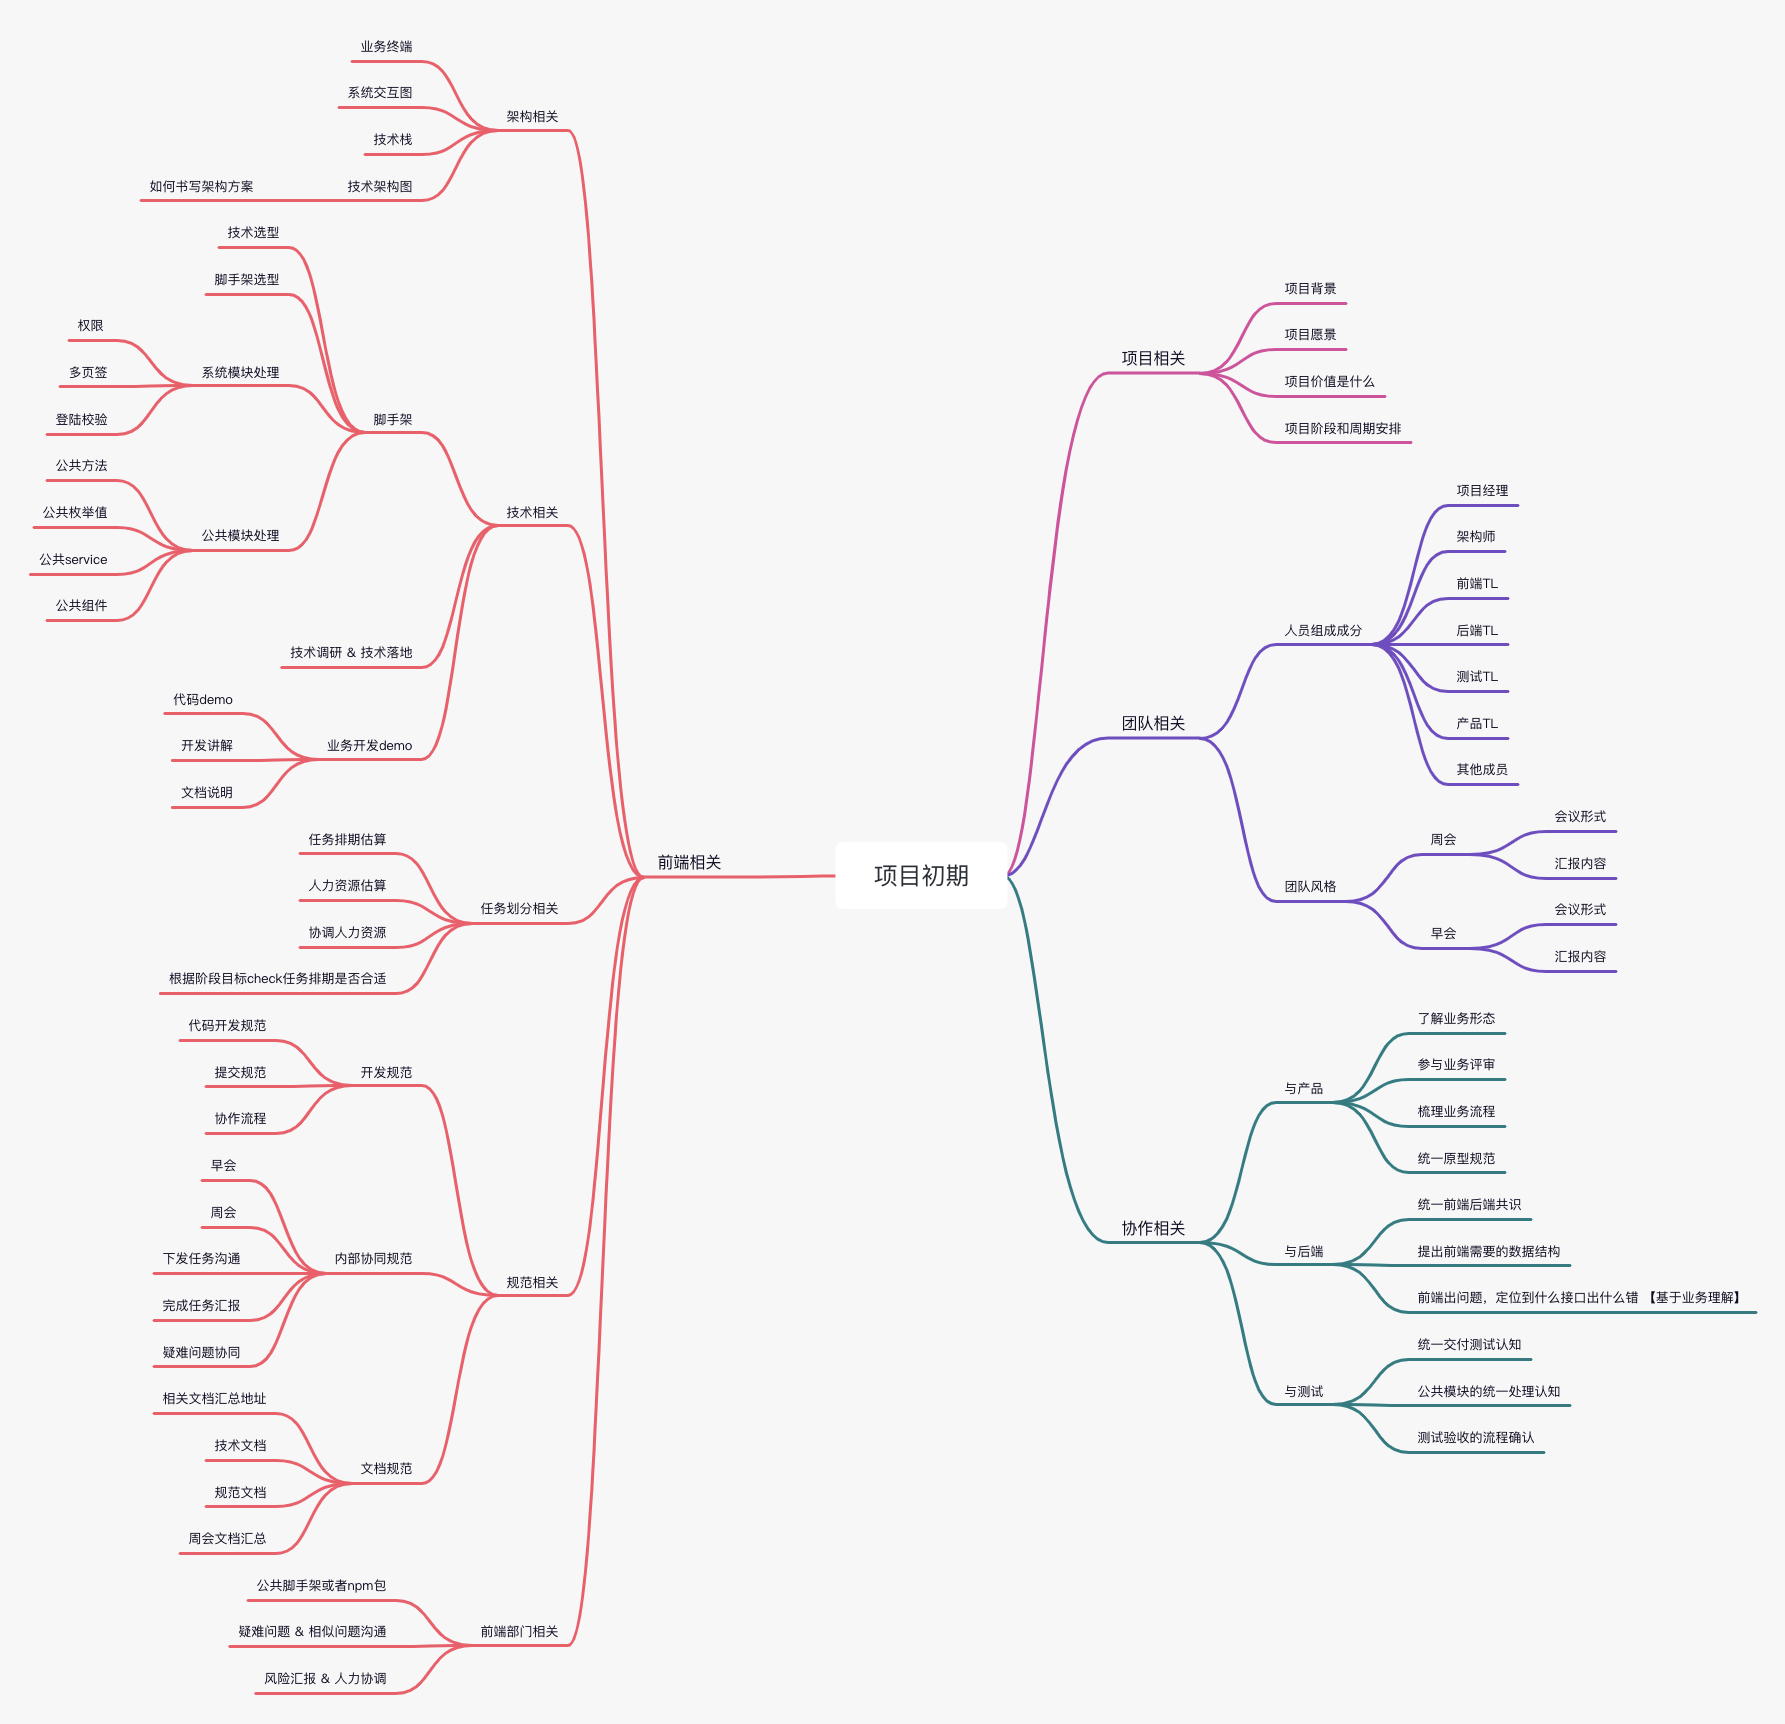 项目初期
项目相关
项目背景
项目愿景
项目价值是什么
项目阶段和周期安排
团队相关
人员组成成分
项目经理
架构师
前端TL
后端TL
测试TL
产品TL
其他成员
团队风格
周会
会议形式
汇报内容
早会
会议形式
汇报内容
协作相关
与产品
了解业务形态
参与业务评审
梳理业务流程
统一原型规范
与后端
统一前端后端共识
提出前端需要的数据结构
前端出问题，定位到什么接口出什么错 【基于业务理解】
与测试
统一交付测试认知
公共模块的统一处理认知
测试验收的流程确认
前端相关
架构相关
业务终端
系统交互图
技术栈
技术架构图
如何书写架构方案
技术相关
脚手架
技术选型
脚手架选型
系统模块处理
权限
多页签
登陆校验
公共模块处理
公共方法
公共枚举值
公共service
公共组件
技术调研 & 技术落地
业务开发demo
代码demo
开发讲解
文档说明
任务划分相关
任务排期估算
人力资源估算
协调人力资源
根据阶段目标check任务排期是否合适
规范相关
开发规范
代码开发规范
提交规范
协作流程
内部协同规范
早会
周会
下发任务沟通
完成任务汇报
疑难问题协同
文档规范
相关文档汇总地址
技术文档
规范文档
周会文档汇总
前端部门相关
公共脚手架或者npm包
疑难问题 & 相似问题沟通
风险汇报 & 人力协调